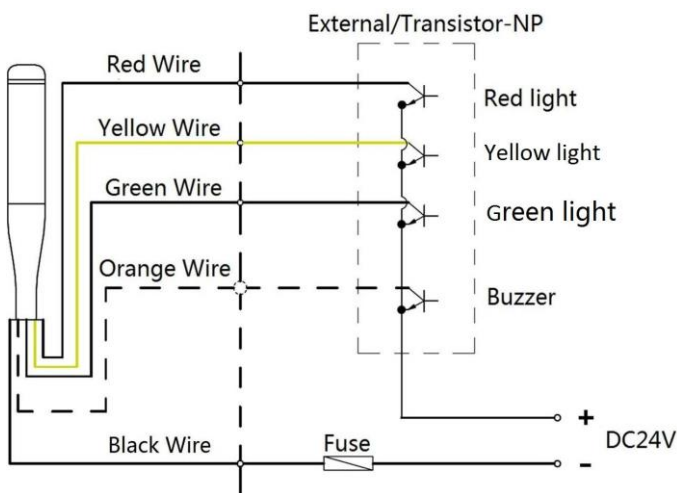 External/Transistor-NP
Red Wire
Red light
Yellow Wire
Yellow light
Green Wire
Green light
Orange Wire
Buzzer
+
DC24V
Black Wire
Fuse
-